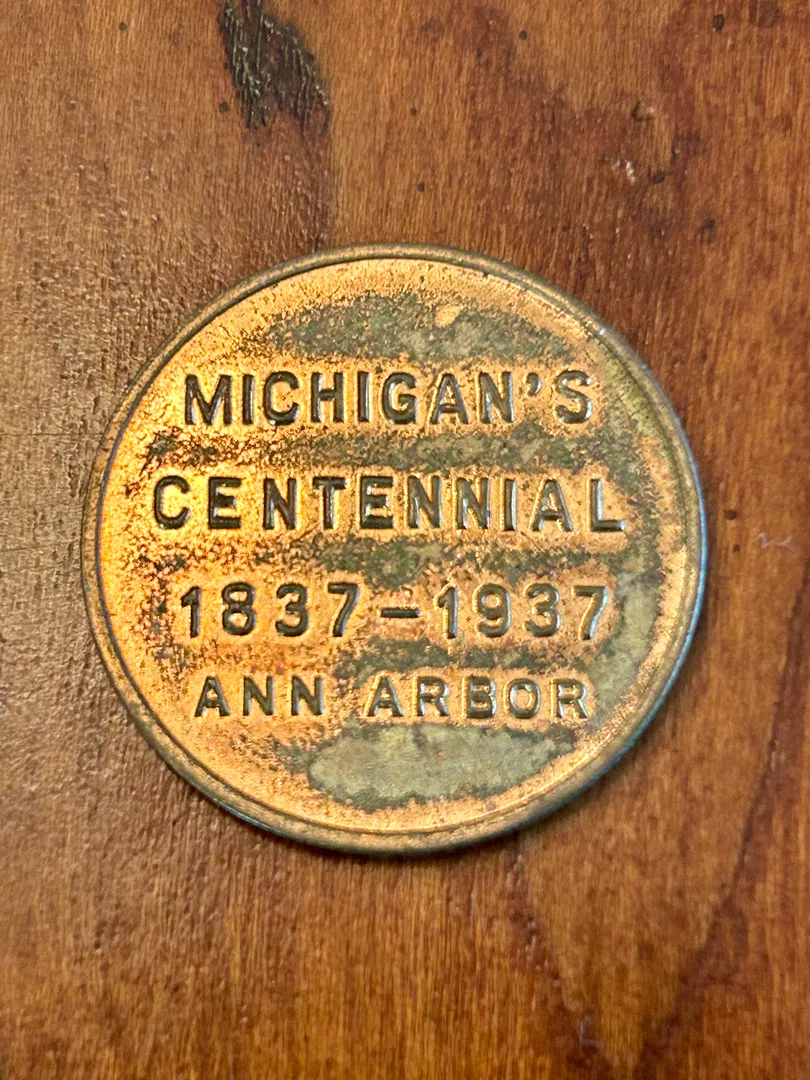 MICHIGAN'S
CENTENNIAL
1837-1937
ANN ARBOR